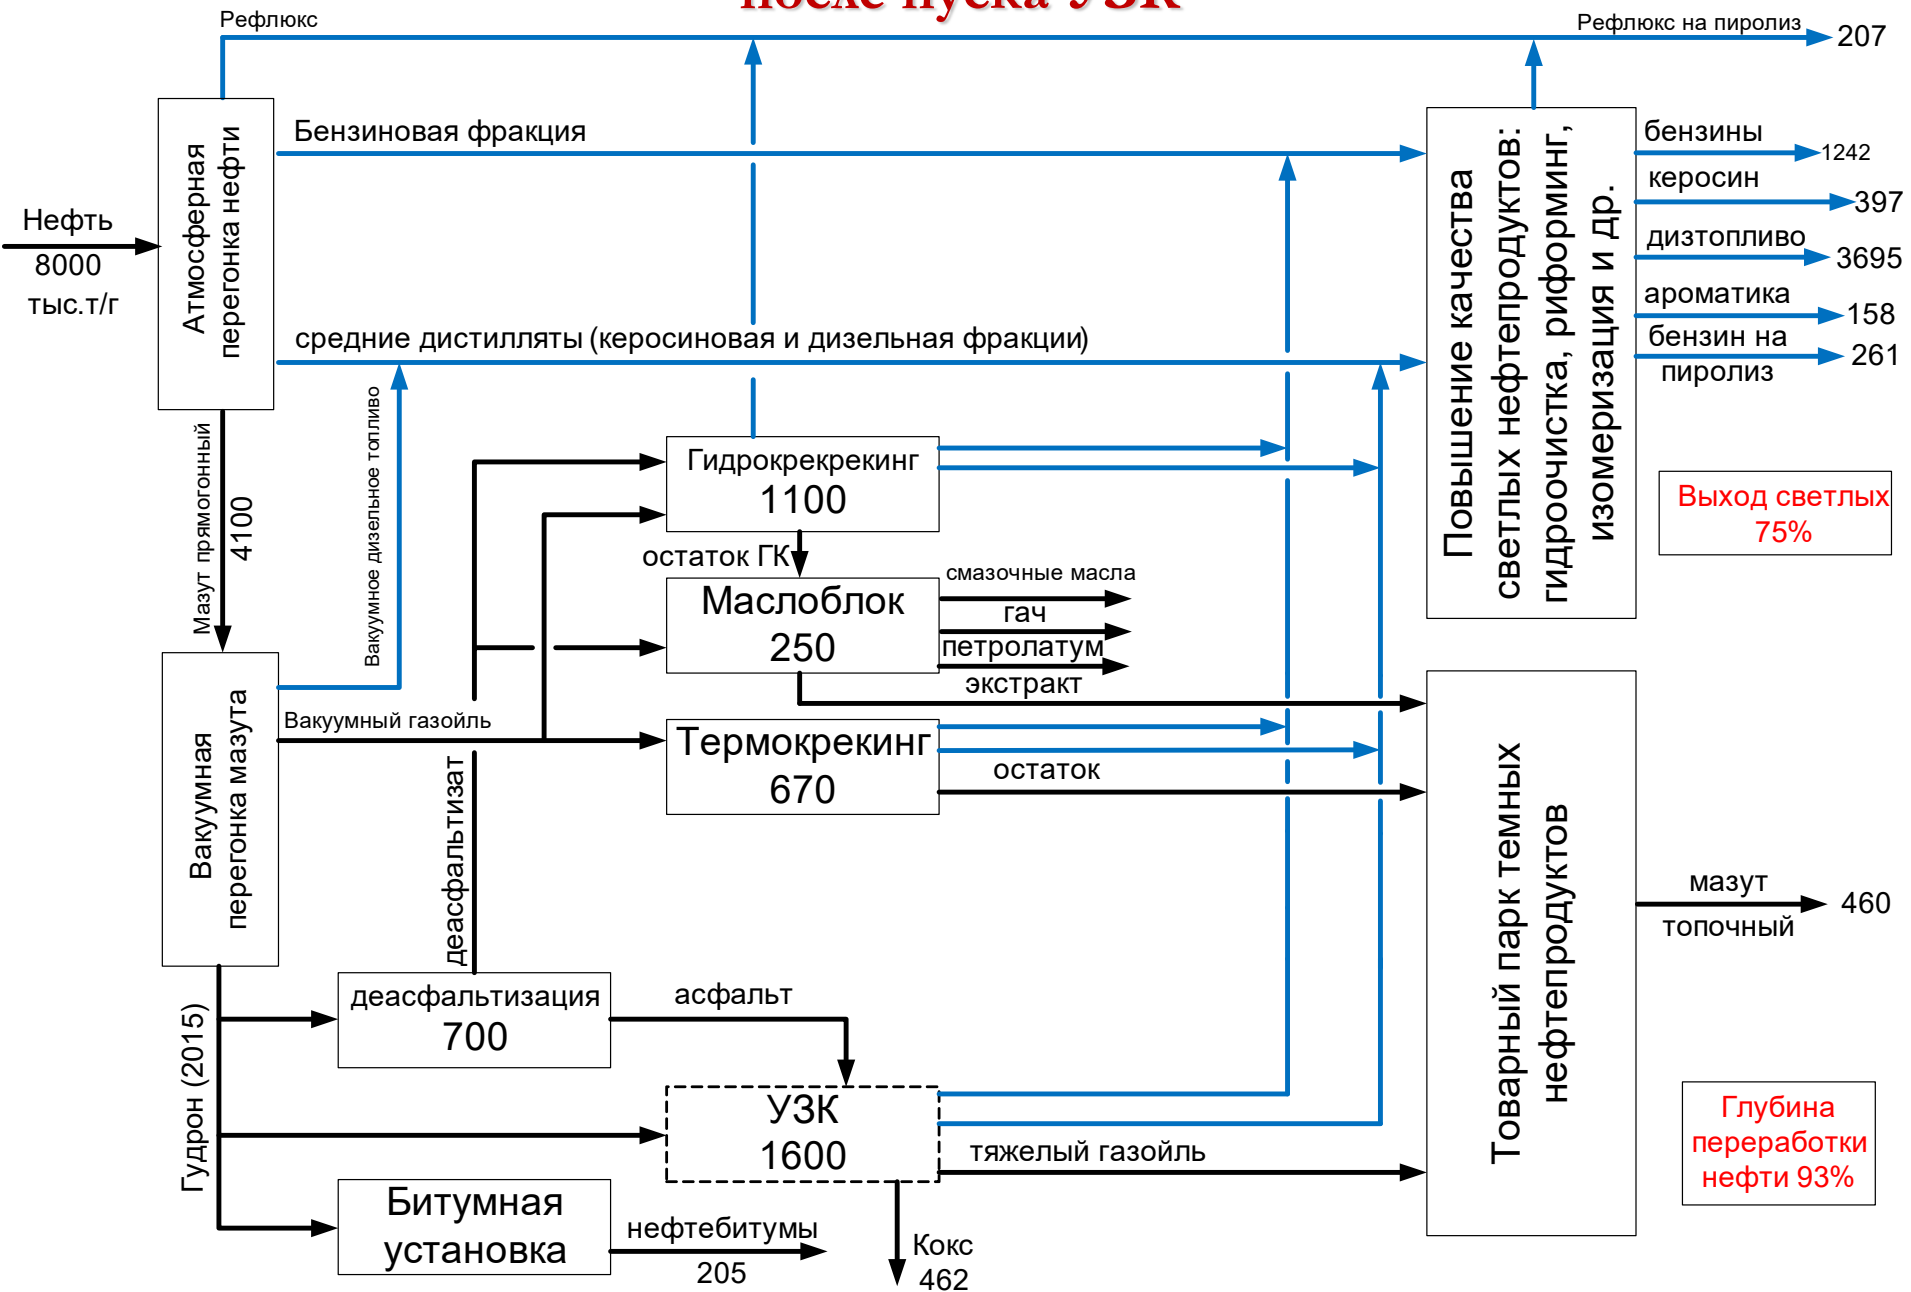 после пуска УЗК
Рефлюкс
Рефлюкс на пиролиз
207
Атмосферная
перегонка нефти
Бензиновая фракция
Нефть
8000
тыс.т/г
средние дистилляты (керосиновая и дизельная фракции)
Повышение качества
светлых нефтепродуктов:
гидроочистка, риформинг,
изомеризация и др.
бензины
1242
керосин
397
дизтопливо
3695
ароматика
158
бензин на
пиролиз
261
Мазут прямогонный
4100
Вакуумное дизельное топливо
Гидрокрекрекинг
1100
остаток ГК
Выход светлых
75%
Маслоблок
250
смазочные масла
гач
петролатум
экстракт
Вакуумная
перегонка мазута
Вакуумный газойль
Термокрекинг
670
остаток
деасфальтизат
Товарный парк темных
нефтепродуктов
мазут
топочный
460
Гудрон (2015)
деасфальтизация
700
асфальт
УЗК
1600
тяжелый газойль
Глубина
переработки
нефти 93%
Битумная
установка
нефтебитумы
205
Кокс
462